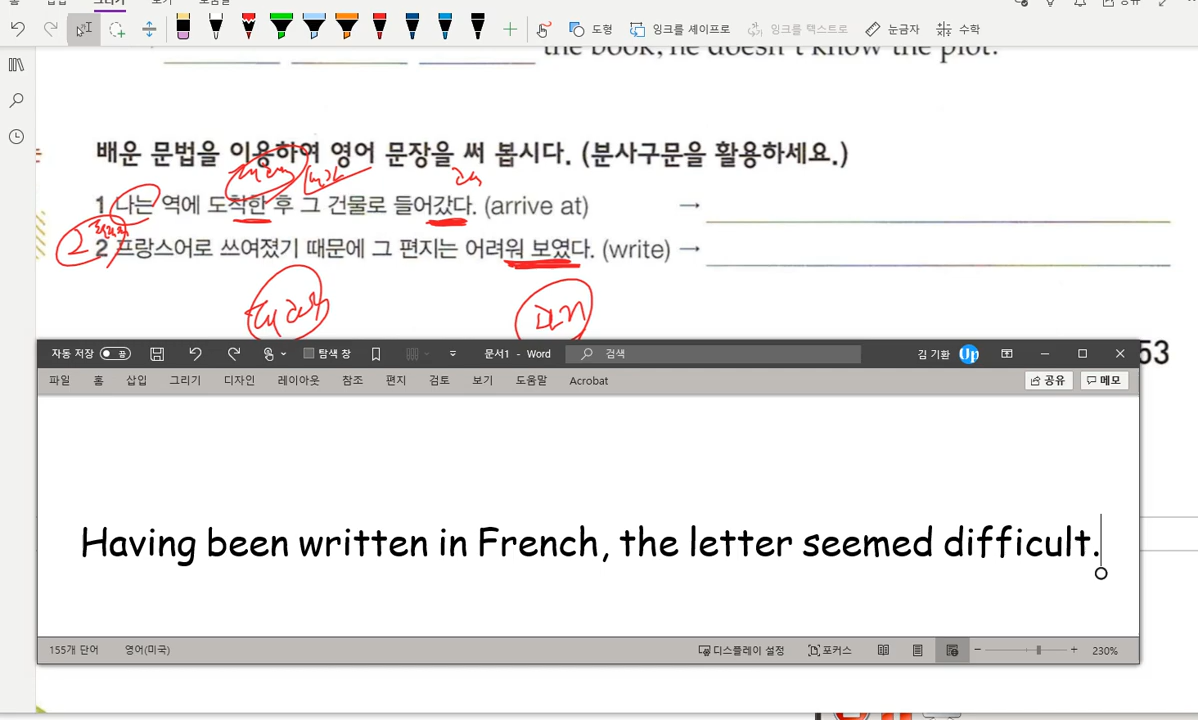 도형
잉크를 셰이프로
잉크를 텍스트로
눈금자
수학
the book, he doesn't know the plot.
배운 문법을 이용하여 영어 문장을 써 봅시다. (분사구문을 활용하세요.)
1 나는 역에 도착한 후 그 건물로 들어갔다. (arrive at) →
2 프랑스어로 쓰여졌기 때문에 그 편지는 어려워 보였다. (write) →
2
53
자동 저장 끔 탐색 창 문서1 - Word 검색 김 기환 Up
파일 홈 삽입 그리기 디자인 레이아웃 참조 편지 검토 보기 도움말 Acrobat 공유 메모
Having been written in French, the letter seemed difficult.
155개 단어 영어(미국) 디스플레이 설정 포커스 230%